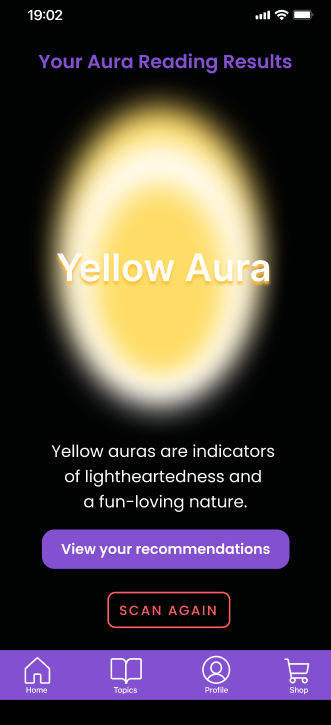 19:02
Your Aura Reading Results
Yellow Aura
Yellow auras are indicators
of lightheartedness and
a fun-loving nature.
View your recommendations
SCAN AGAIN
Home Topics Profile Shop